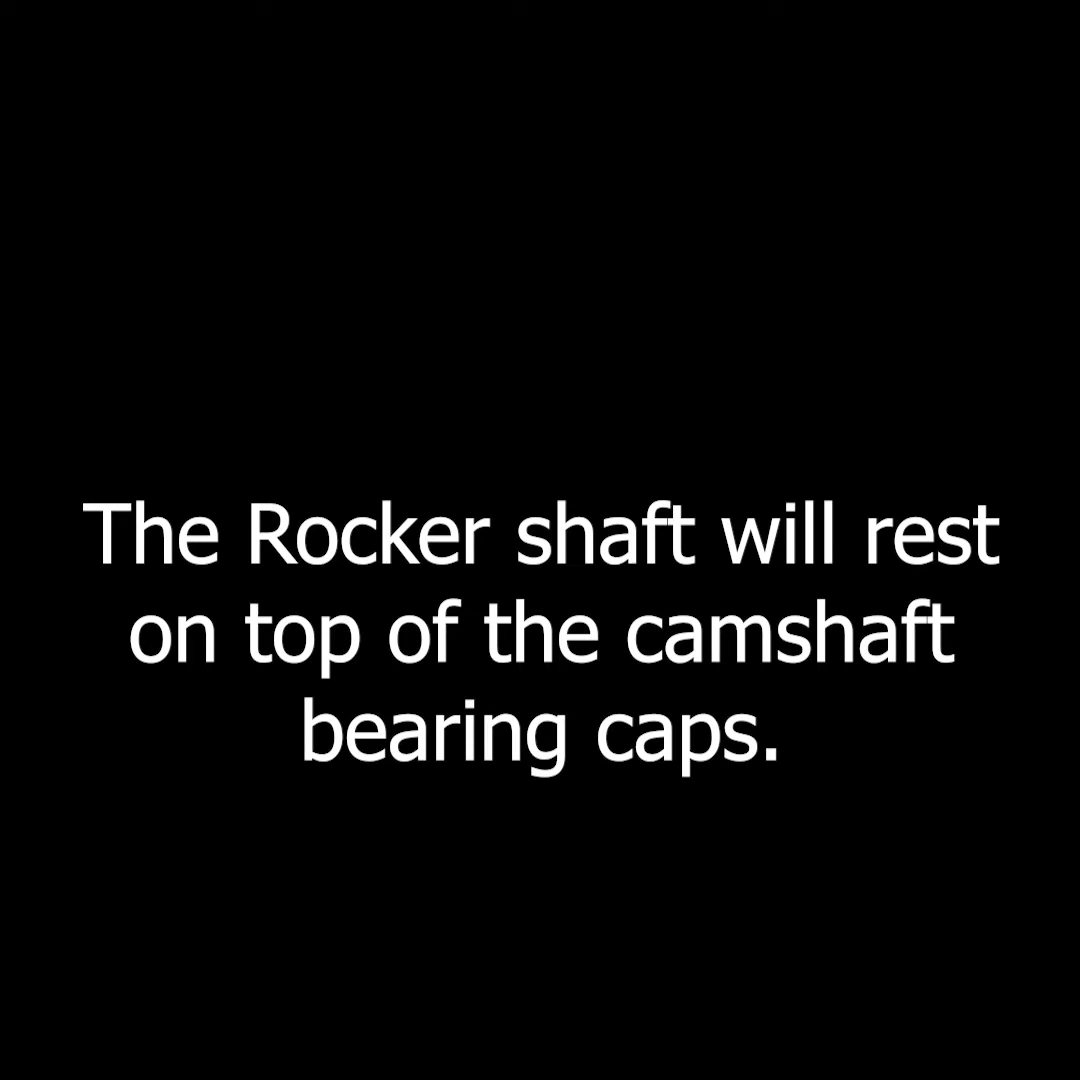 The Rocker shaft will rest
on top of the camshaft
bearing caps.